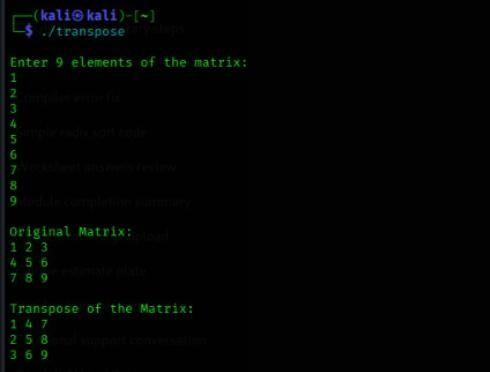 ┌──(kali㉿kali)-[~]
└─$ ./transpose
Enter 9 elements of the matrix:
1
2
3
4
5
6
7
8
9
Original Matrix:
1 2 3
4 5 6
7 8 9
Transpose of the Matrix:
1 4 7
2 5 8
3 6 9